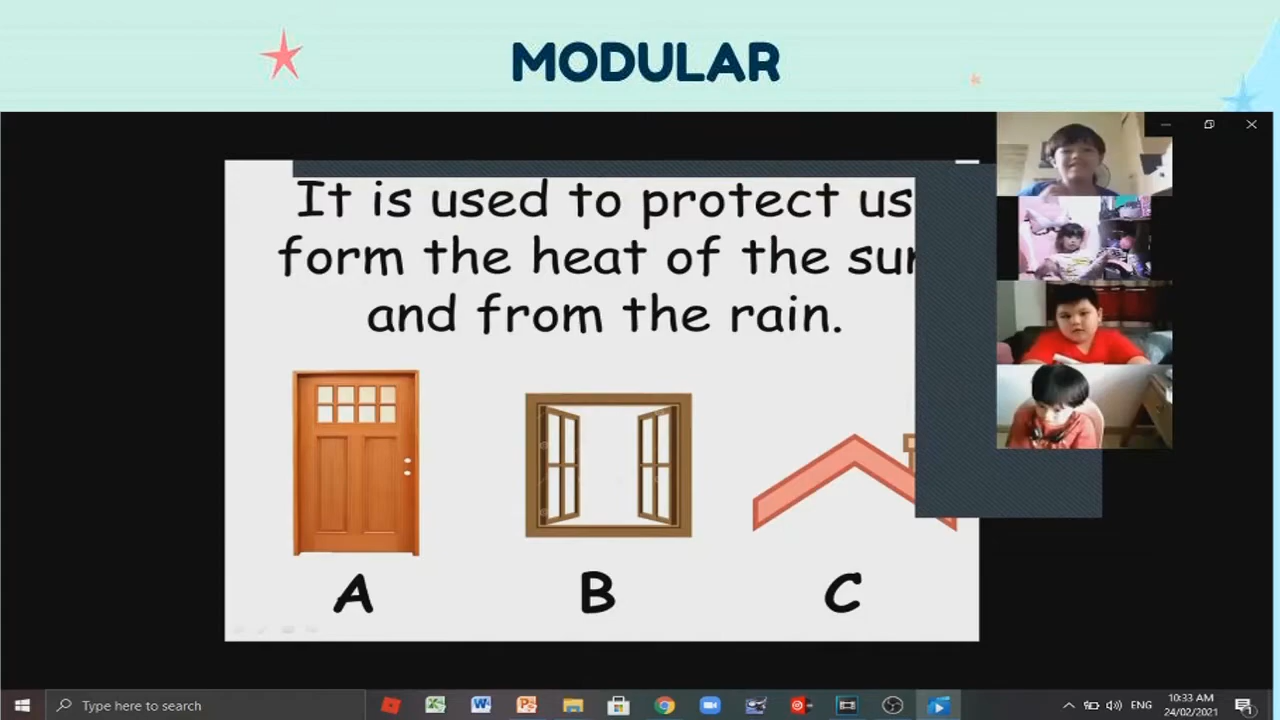 MODULAR
It is used to protect us
form the heat of the sun
and from the rain.
A
B
C
Type here to search
ENG
10:33 AM
24/02/2021